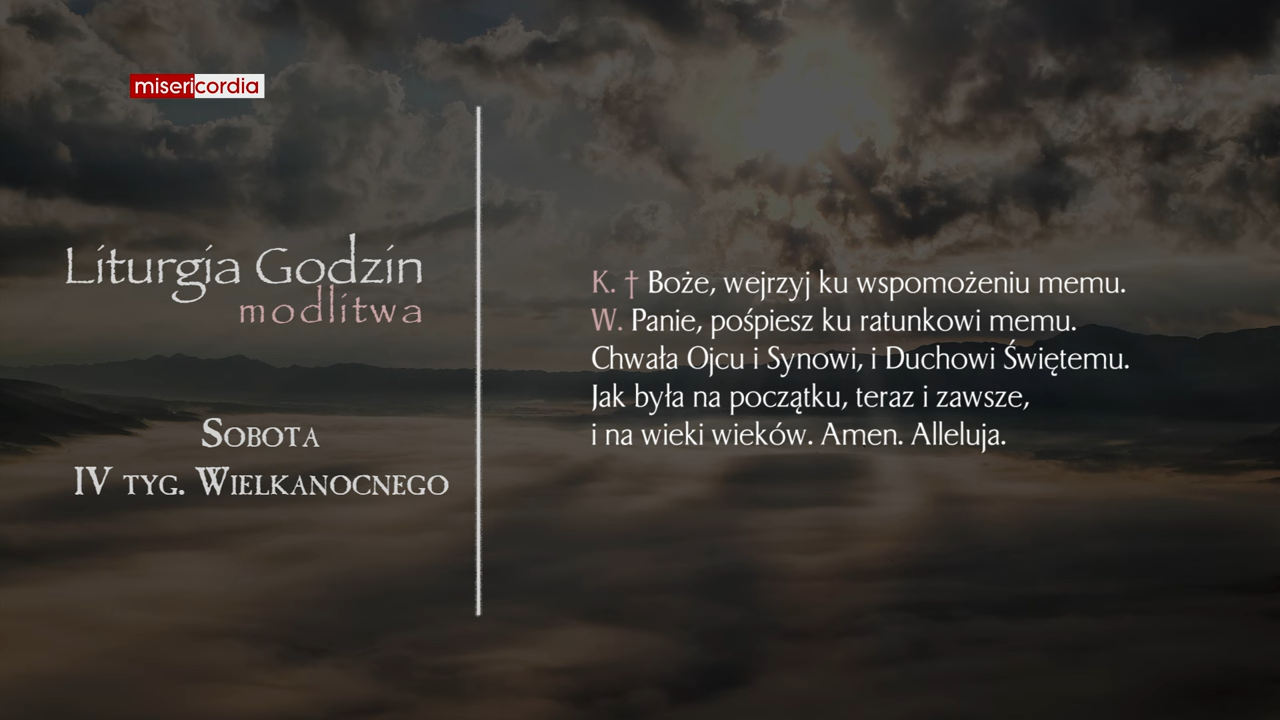 misericordia
Liturgia Godzin
modlitwa
Sobota
IV tyg. Wielkanocnego
K. † Boże, wejrzyj ku wspomożeniu memu.
W. Panie, pośpiesz ku ratunkowi memu.
Chwała Ojcu i Synowi, i Duchowi Świętemu.
Jak była na początku, teraz i zawsze,
i na wieki wieków. Amen. Alleluja.